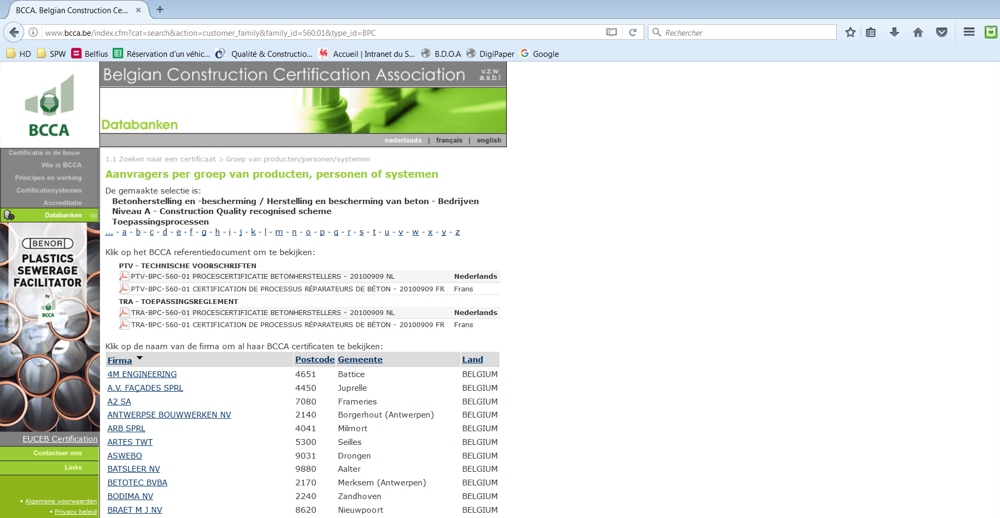 BCCA. Belgian Construction Ce...
www.bcca.be/index.cfm?cat=search&action=customer_family&family_id=560.01&type_id=BPC
Rechercher
HD SPW Belfius Réservation d'un véhic... Qualité & Constructio... Accueil | Intranet du S... B.D.O.A DigiPaper Google
Belgian Construction Certification Association
v.z.w
a.s.b.l
BCCA
Databanken
nederlands | français | english
Certificatie in de bouw
Wie is BCCA
Principes en werking
Certificatiesystemen
Accreditatie
Databanken
BENOR
PLASTICS
SEWERAGE
FACILITATOR
by
BCCA
EUCEB Certification
Contacteer ons
Links
• Algemene voorwaarden
• Privacy beleid
1.1 Zoeken naar een certificaat > Groep van producten/personen/systemen
Aanvragers per groep van producten, personen of systemen
De gemaakte selectie is:
Betonherstelling en -bescherming / Herstelling en bescherming van beton - Bedrijven
Niveau A - Construction Quality recognised scheme
Toepassingsprocessen
... - a - b - c - d - e - f - g - h - i - j - k - l - m - n - o - p - q - r - s - t - u - v - w - x - y - z
Klik op het BCCA referentiedocument om te bekijken:
PTV - TECHNISCHE VOORSCHRIFTEN
PTV-BPC-560-01 PROCESCERTIFICATIE BETONHERSTELLERS - 20100909 NL Nederlands
PTV-BPC-560-01 CERTIFICATION DE PROCESSUS RÉPARATEURS DE BÉTON - 20100909 FR Frans
TRA - TOEPASSINGSREGLEMENT
TRA-BPC-560-01 PROCESCERTIFICATIE BETONHERSTELLERS - 20100909 NL Nederlands
TRA-BPC-560-01 CERTIFICATION DE PROCESSUS RÉPARATEURS DE BÉTON - 20100909 FR Frans
Klik op de naam van de firma om al haar BCCA certificaten te bekijken:
Firma Postcode Gemeente Land
4M ENGINEERING 4651 Battice BELGIUM
A.V. FAÇADES SPRL 4450 Juprelle BELGIUM
A2 SA 7080 Frameries BELGIUM
ANTWERPSE BOUWWERKEN NV 2140 Borgerhout (Antwerpen) BELGIUM
ARB SPRL 4041 Milmort BELGIUM
ARTES TWT 5300 Seilles BELGIUM
ASWEBO 9031 Drongen BELGIUM
BATSLEER NV 9880 Aalter BELGIUM
BETOTEC BVBA 2170 Merksem (Antwerpen) BELGIUM
BODIMA NV 2240 Zandhoven BELGIUM
BRAET M J NV 8620 Nieuwpoort BELGIUM